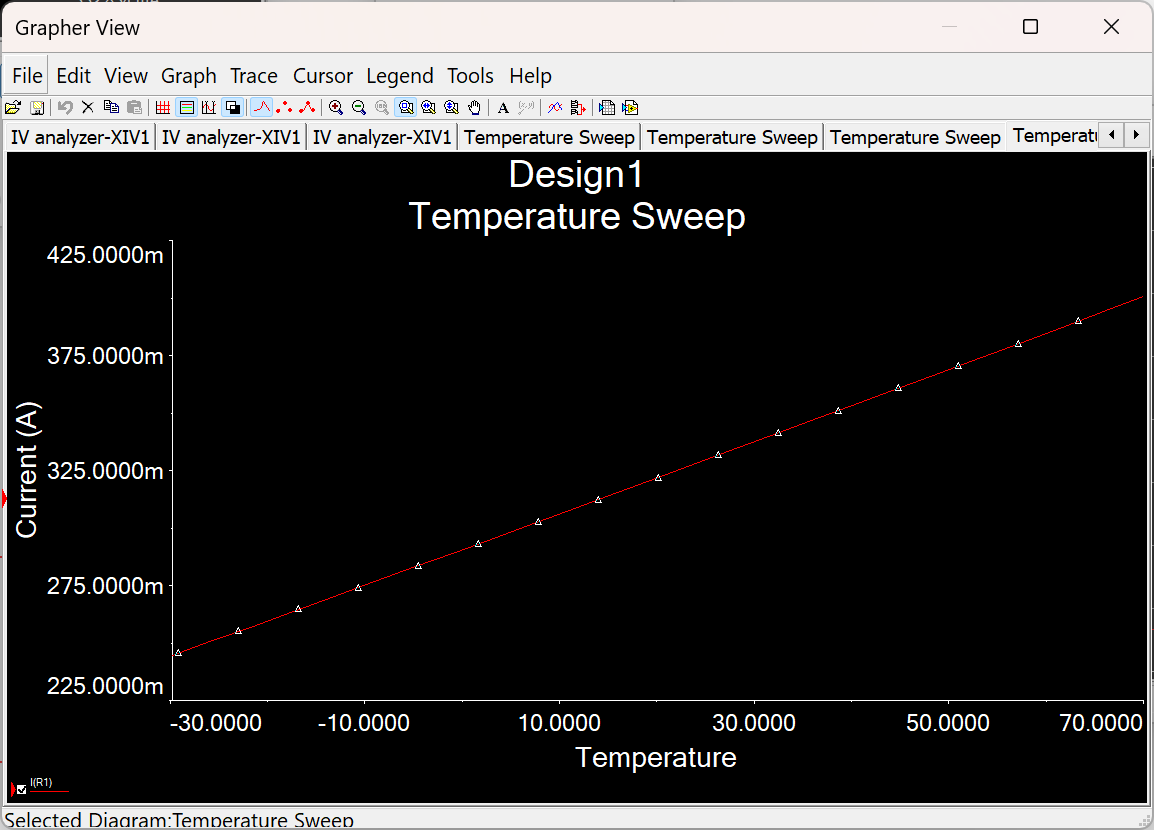 Grapher View
File Edit View Graph Trace Cursor Legend Tools Help
IV analyzer-XIV1 IV analyzer-XIV1 IV analyzer-XIV1 Temperature Sweep Temperature Sweep Temperature Sweep Temperatu
Design1
Temperature Sweep
425.0000m
375.0000m
325.0000m
275.0000m
225.0000m
Current (A)
-30.0000 -10.0000 10.0000 30.0000 50.0000 70.0000
Temperature
I(R1)
Selected Diagram:Temperature Sweep